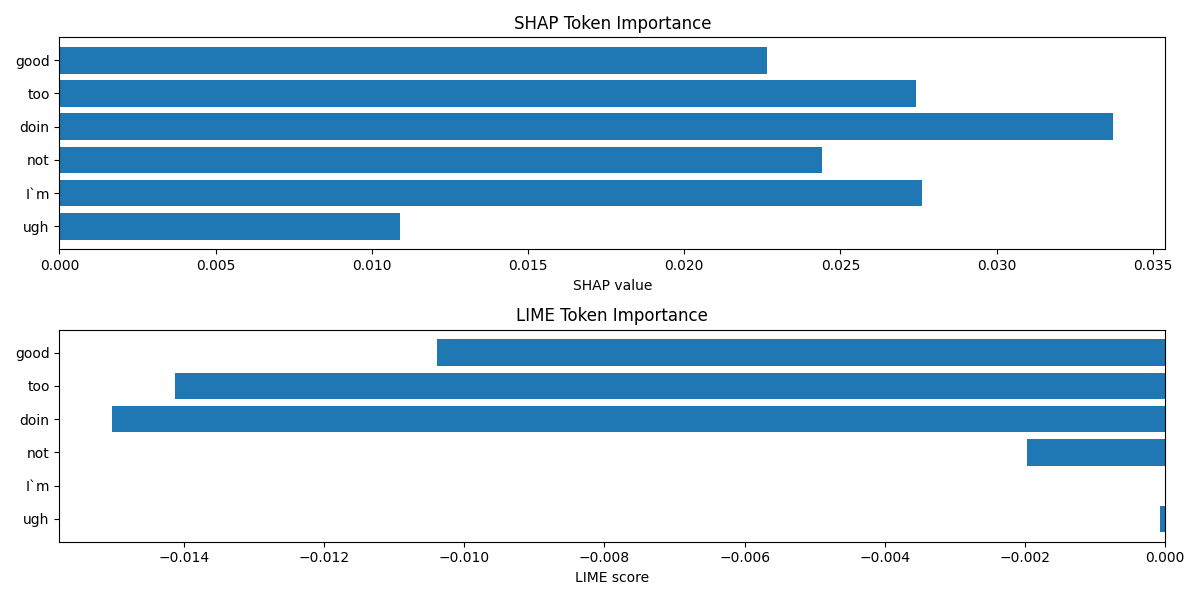 SHAP Token Importance
good
too
doin
not
I`m
ugh
0.000 0.005 0.010 0.015 0.020 0.025 0.030 0.035
SHAP value
LIME Token Importance
good
too
doin
not
I`m
ugh
−0.014 −0.012 −0.010 −0.008 −0.006 −0.004 −0.002 0.000
LIME score